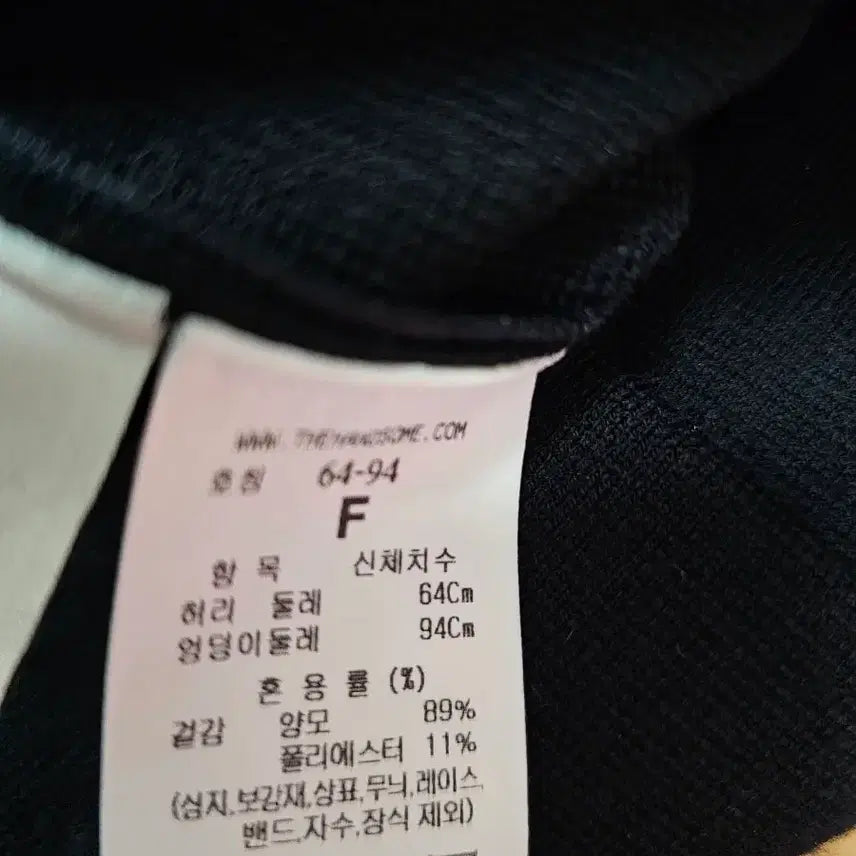 WWW.THEHANDSOME.COM
호칭 64-94
F
항 목 신체치수
허리 둘레 64Cm
엉덩이둘레 94Cm
혼 용 률 (%)
겉감 양모 89%
폴리에스터 11%
(심지,보강재,상표,무늬,레이스,
밴드,자수,장식 제외)